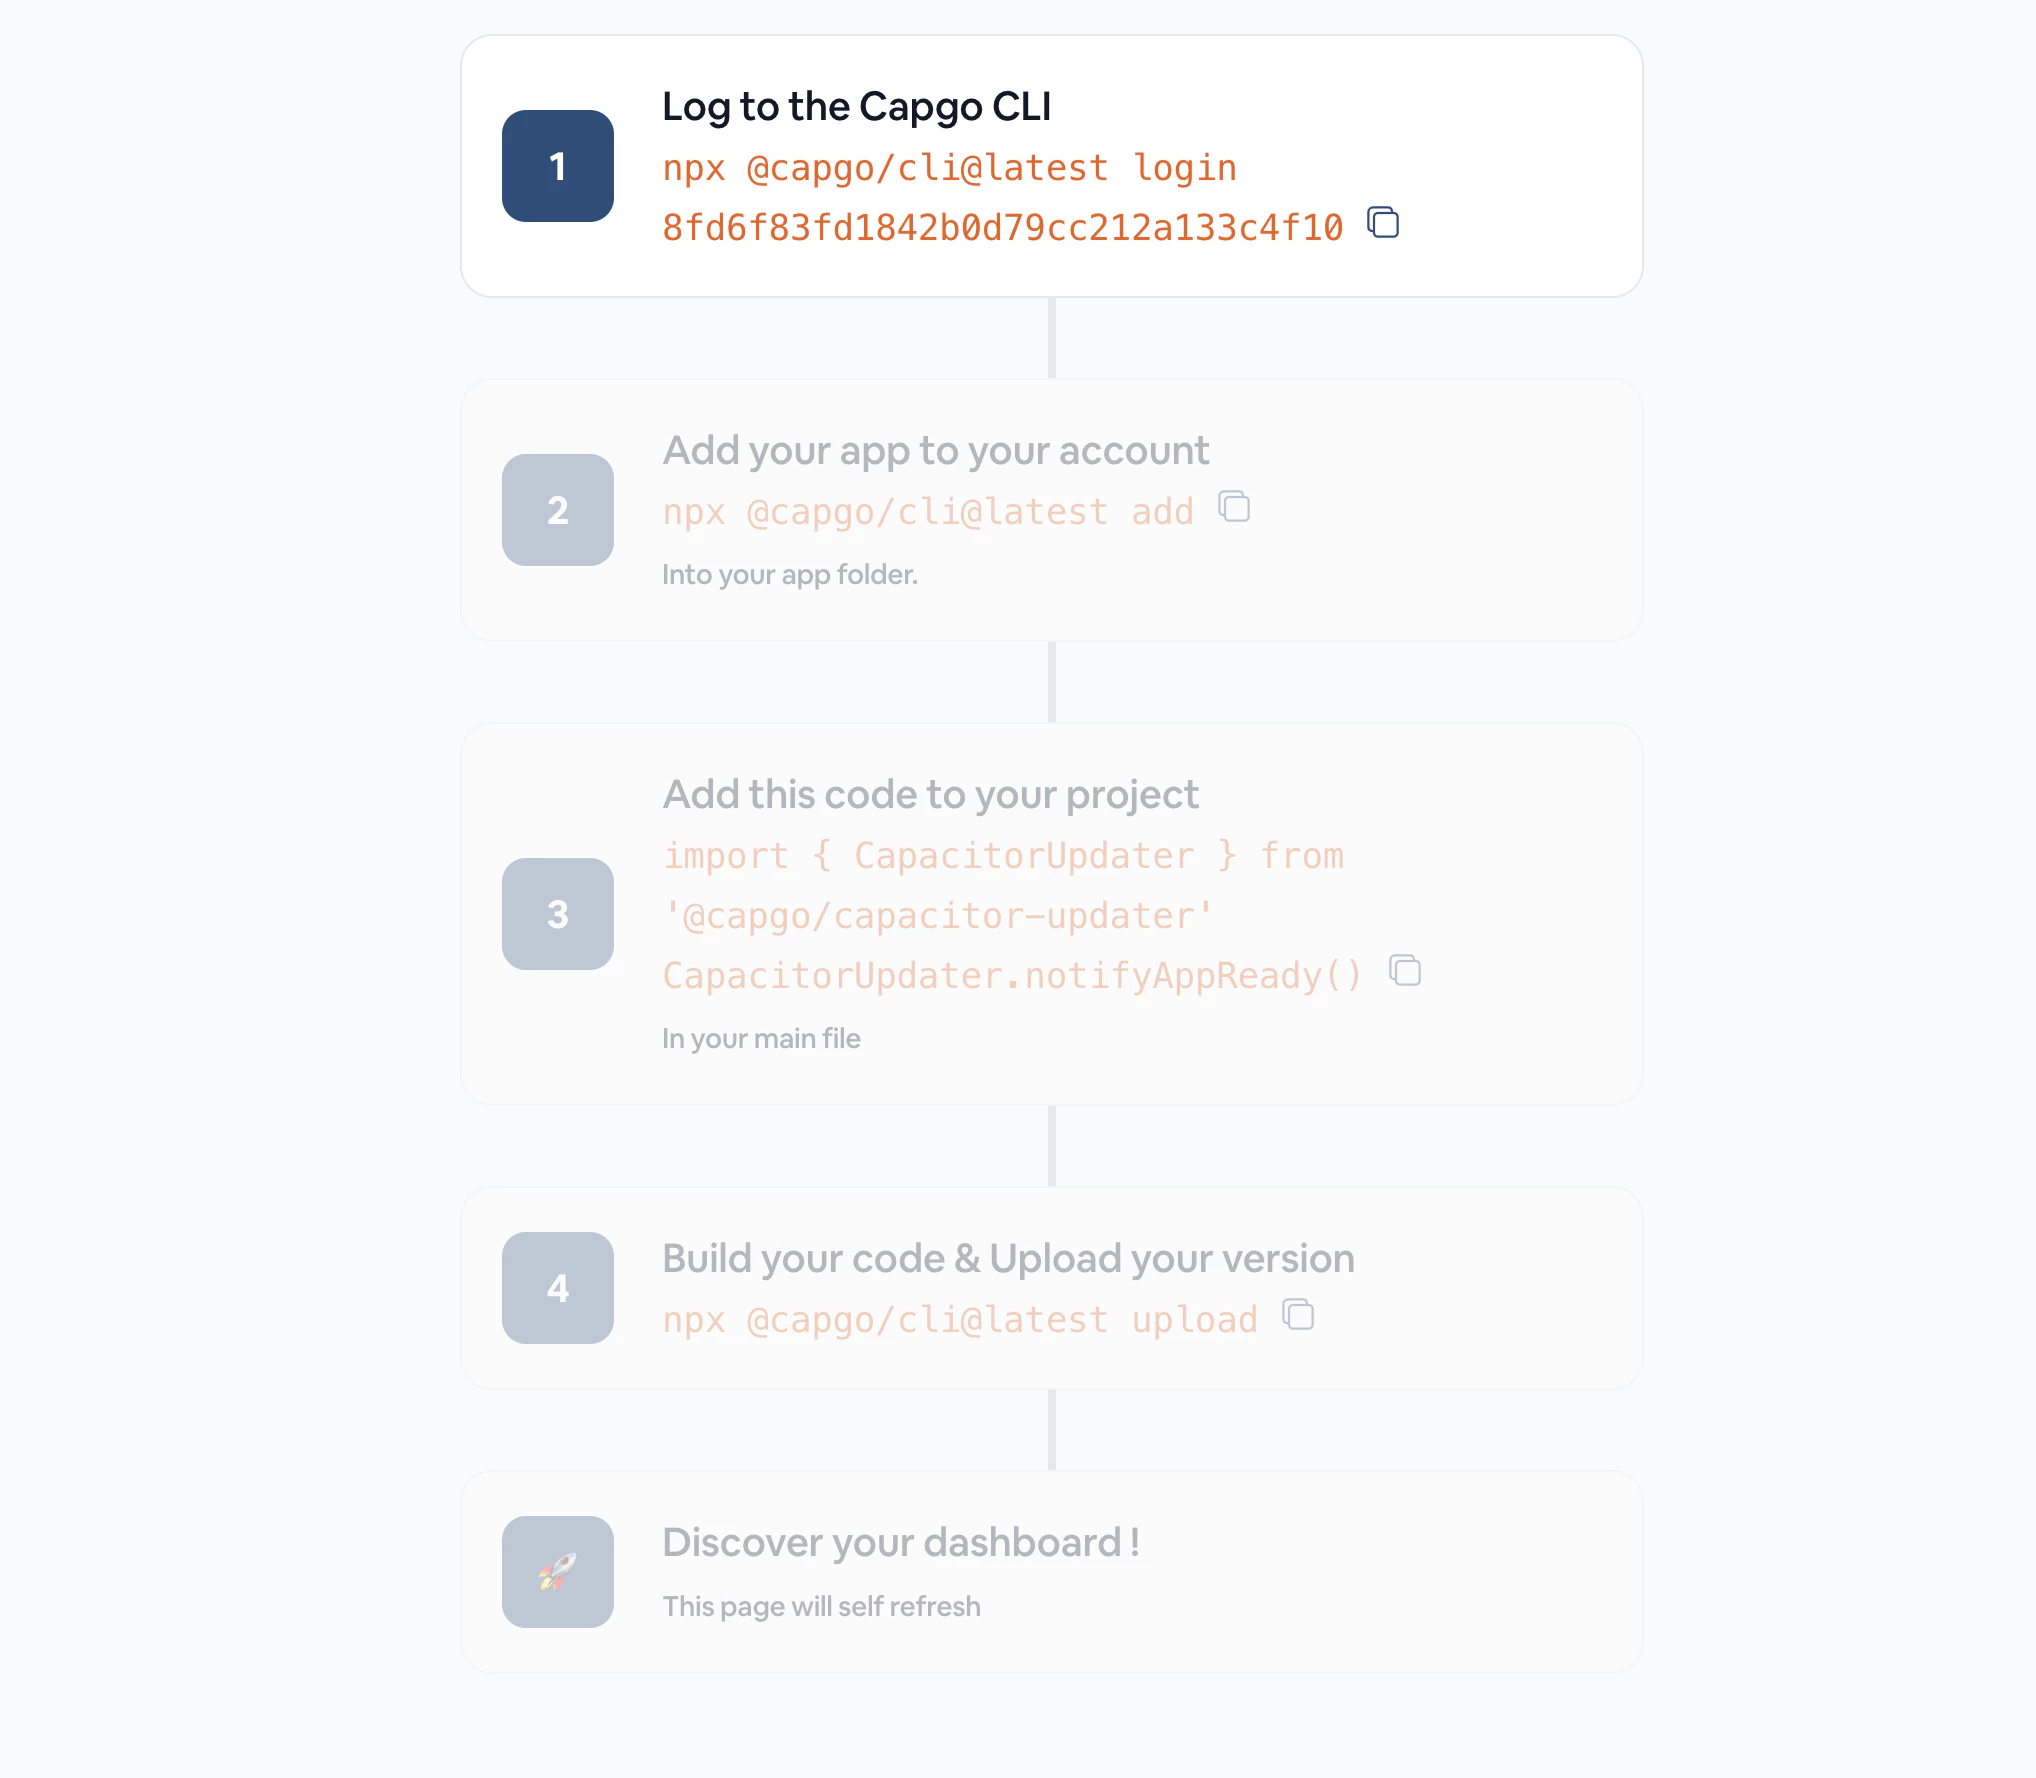 1
Log to the Capgo CLI
npx @capgo/cli@latest login
8fd6f83fd1842b0d79cc212a133c4f10
2
Add your app to your account
npx @capgo/cli@latest add
Into your app folder.
3
Add this code to your project
import { CapacitorUpdater } from
'@capgo/capacitor-updater'
CapacitorUpdater.notifyAppReady()
In your main file
4
Build your code & Upload your version
npx @capgo/cli@latest upload
Discover your dashboard !
This page will self refresh